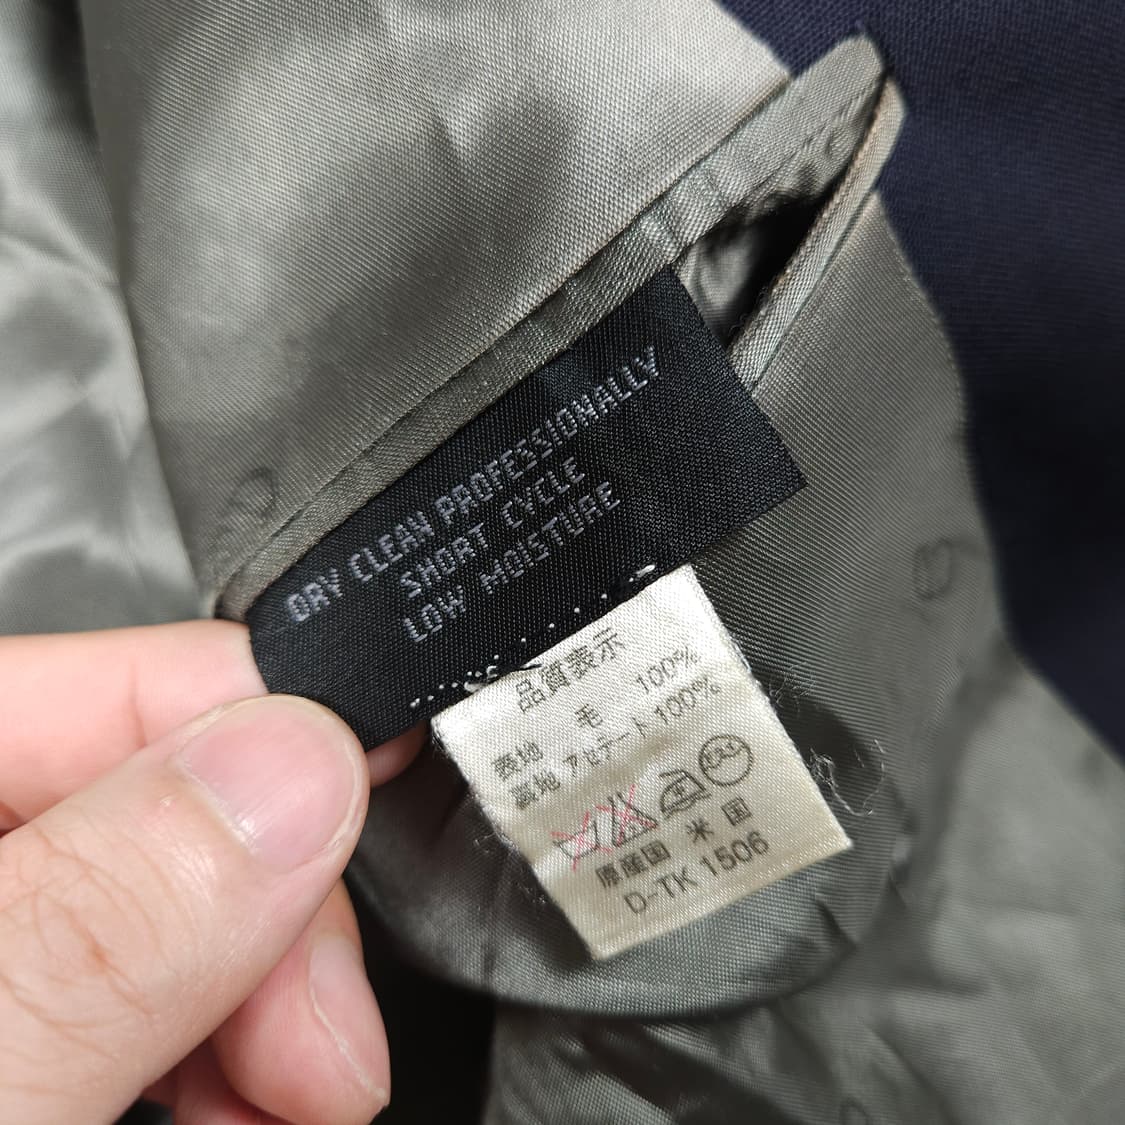 DRY CLEAN PROFESSIONALLY
SHORT CYCLE
LOW MOISTURE
品質表示
表地 毛 100%
裏地 アセテート 100%
原産国 米国
D-TK 1506